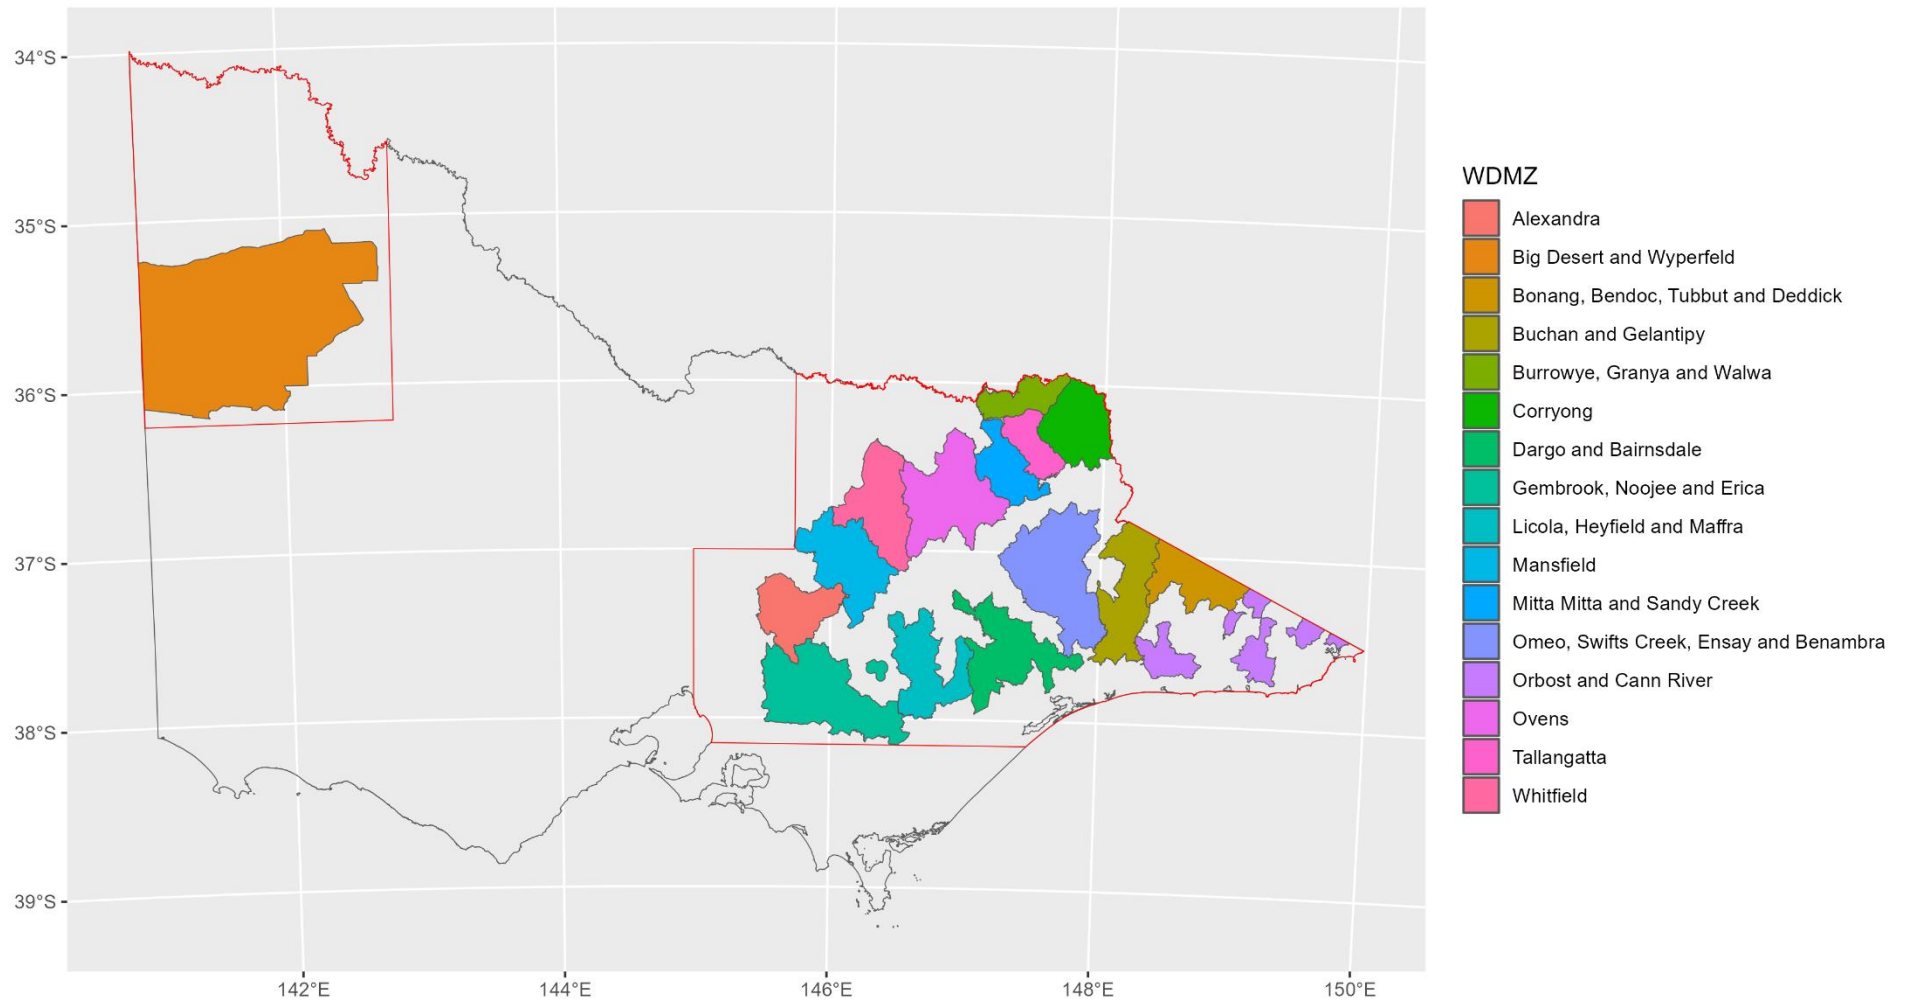 34°S
35°S
36°S
37°S
38°S
39°S
142°E
144°E
146°E
148°E
150°E
WDMZ
Alexandra
Big Desert and Wyperfeld
Bonang, Bendoc, Tubbut and Deddick
Buchan and Gelantipy
Burrowye, Granya and Walwa
Corryong
Dargo and Bairnsdale
Gembrook, Noojee and Erica
Licola, Heyfield and Maffra
Mansfield
Mitta Mitta and Sandy Creek
Omeo, Swifts Creek, Ensay and Benambra
Orbost and Cann River
Ovens
Tallangatta
Whitfield